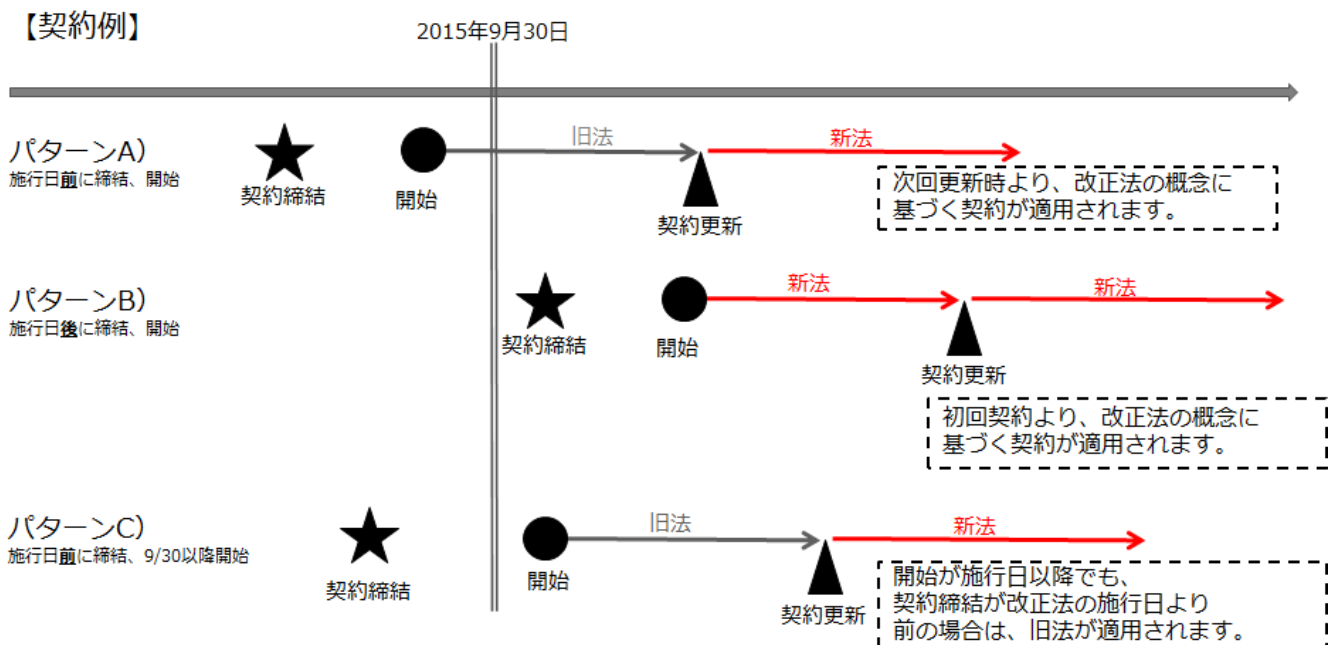 【契約例】
2015年9月30日
パターンA)
施行日前に締結、開始
契約締結
開始
旧法
契約更新
新法
次回更新時より、改正法の概念に
基づく契約が適用されます。
パターンB)
施行日後に締結、開始
契約締結
開始
新法
契約更新
新法
初回契約より、改正法の概念に
基づく契約が適用されます。
パターンC)
施行日前に締結、9/30以降開始
契約締結
開始
旧法
契約更新
新法
開始が施行日以降でも、
契約締結が改正法の施行日より
前の場合は、旧法が適用されます。